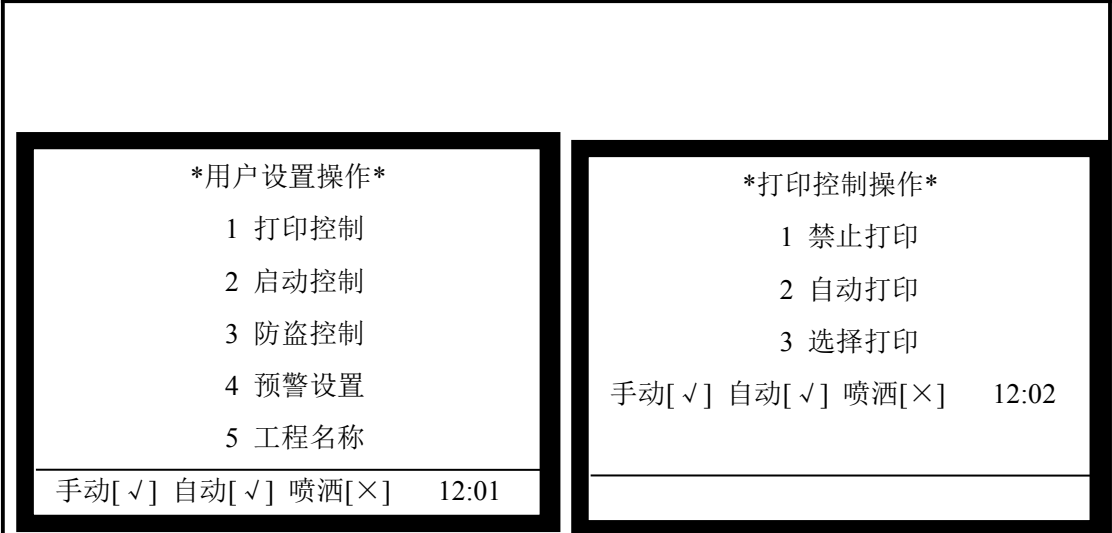 *用户设置操作*
1 打印控制
2 启动控制
3 防盗控制
4 预警设置
5 工程名称
手动[√] 自动[√] 喷洒[×] 12:01
*打印控制操作*
1 禁止打印
2 自动打印
3 选择打印
手动[√] 自动[√] 喷洒[×] 12:02